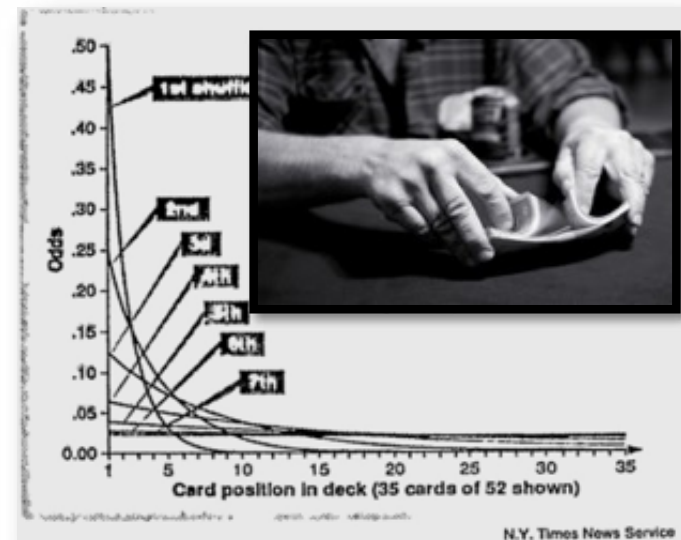 .50
.45
1st shuffle
.40
.35
.30
2nd
.25
3d
4th
.20
5th
.15
6th
.10
7th
.05
0.00
1 5 10 15 20 25 30 35
Odds
Card position in deck (35 cards of 52 shown)
N.Y. Times News Service